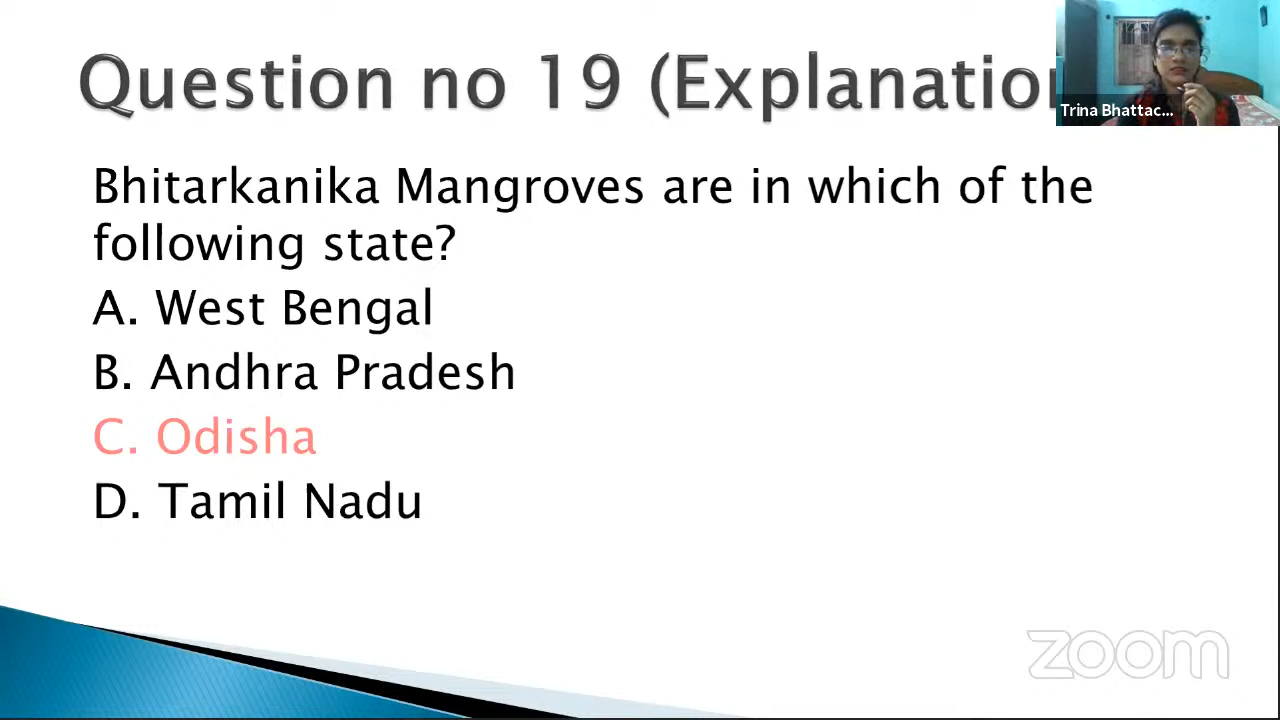 Question no 19 (Explanation
Trina Bhattac...
Bhitarkanika Mangroves are in which of the
following state?
A. West Bengal
B. Andhra Pradesh
C. Odisha
D. Tamil Nadu
zoom